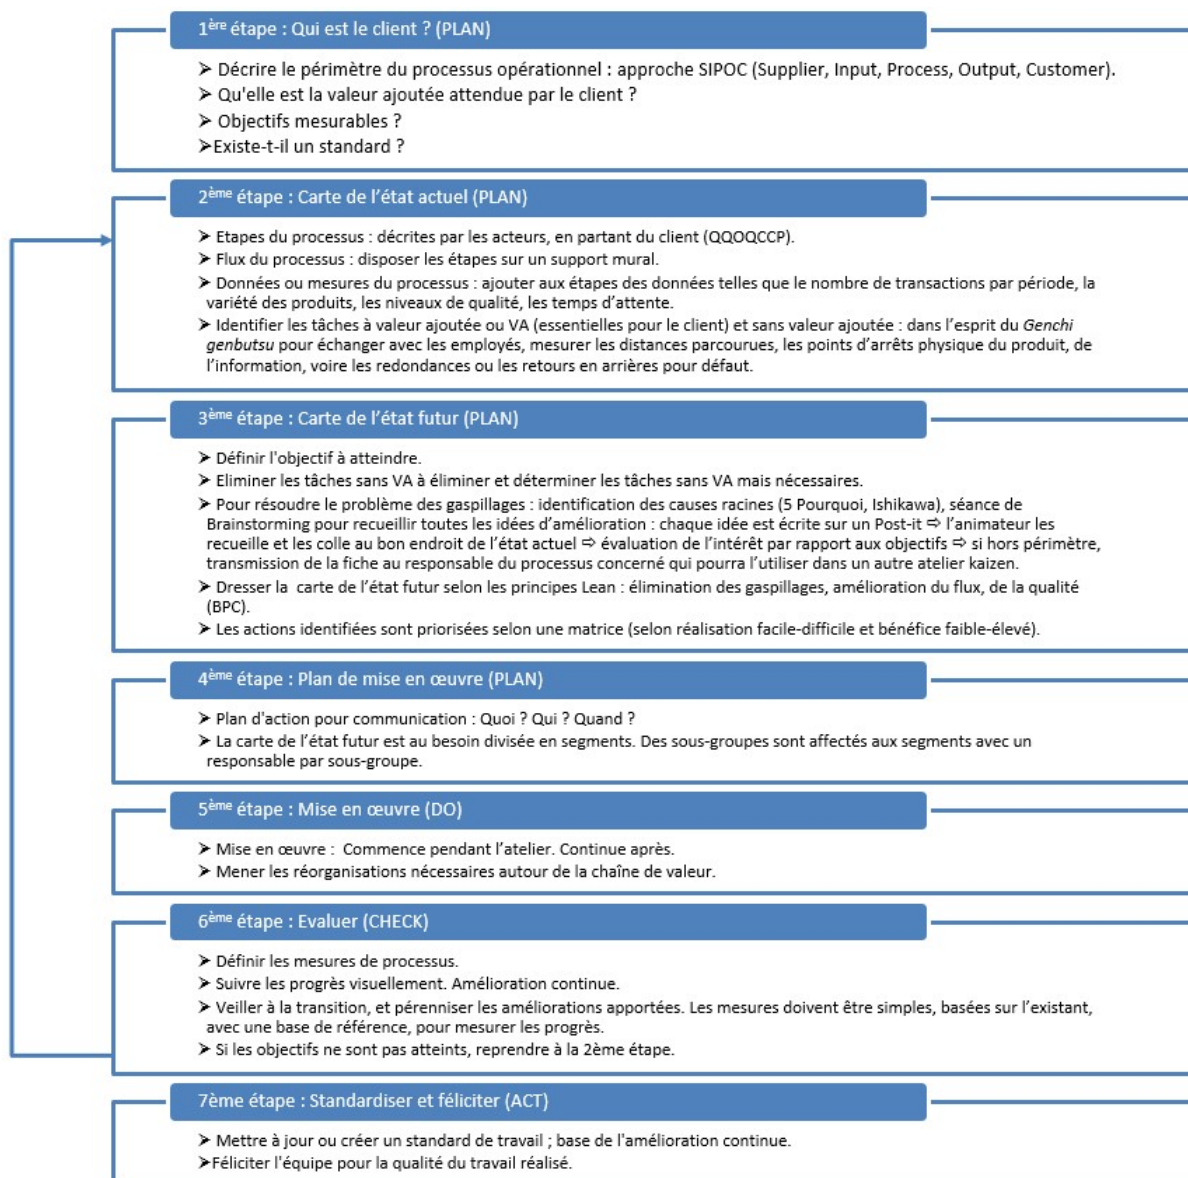 1ère étape : Qui est le client ? (PLAN)
➤ Décrire le périmètre du processus opérationnel : approche SIPOC (Supplier, Input, Process, Output, Customer).
➤ Qu'elle est la valeur ajoutée attendue par le client ?
➤ Objectifs mesurables ?
➤Existe-t-il un standard ?
2ème étape : Carte de l’état actuel (PLAN)
➤ Etapes du processus : décrites par les acteurs, en partant du client (QQOQCCP).
➤ Flux du processus : disposer les étapes sur un support mural.
➤ Données ou mesures du processus : ajouter aux étapes des données telles que le nombre de transactions par période, la
variété des produits, les niveaux de qualité, les temps d’attente.
➤ Identifier les tâches à valeur ajoutée ou VA (essentielles pour le client) et sans valeur ajoutée : dans l’esprit du Genchi
genbutsu pour échanger avec les employés, mesurer les distances parcourues, les points d’arrêts physique du produit, de
l’information, voire les redondances ou les retours en arrières pour défaut.
3ème étape : Carte de l’état futur (PLAN)
➤ Définir l'objectif à atteindre.
➤ Eliminer les tâches sans VA à éliminer et déterminer les tâches sans VA mais nécessaires.
➤ Pour résoudre le problème des gaspillages : identification des causes racines (5 Pourquoi, Ishikawa), séance de
Brainstorming pour recueillir toutes les idées d’amélioration : chaque idée est écrite sur un Post-it ⇨ l’animateur les
recueille et les colle au bon endroit de l’état actuel ⇨ évaluation de l’intérêt par rapport aux objectifs ⇨ si hors périmètre,
transmission de la fiche au responsable du processus concerné qui pourra l’utiliser dans un autre atelier kaizen.
➤ Dresser la carte de l’état futur selon les principes Lean : élimination des gaspillages, amélioration du flux, de la qualité
(BPC).
➤ Les actions identifiées sont priorisées selon une matrice (selon réalisation facile-difficile et bénéfice faible-élevé).
4ème étape : Plan de mise en œuvre (PLAN)
➤ Plan d'action pour communication : Quoi ? Qui ? Quand ?
➤ La carte de l’état futur est au besoin divisée en segments. Des sous-groupes sont affectés aux segments avec un
responsable par sous-groupe.
5ème étape : Mise en œuvre (DO)
➤ Mise en œuvre : Commence pendant l’atelier. Continue après.
➤ Mener les réorganisations nécessaires autour de la chaîne de valeur.
6ème étape : Evaluer (CHECK)
➤ Définir les mesures de processus.
➤ Suivre les progrès visuellement. Amélioration continue.
➤ Veiller à la transition, et pérenniser les améliorations apportées. Les mesures doivent être simples, basées sur l’existant,
avec une base de référence, pour mesurer les progrès.
➤ Si les objectifs ne sont pas atteints, reprendre à la 2ème étape.
7ème étape : Standardiser et féliciter (ACT)
➤ Mettre à jour ou créer un standard de travail ; base de l'amélioration continue.
➤Féliciter l'équipe pour la qualité du travail réalisé.